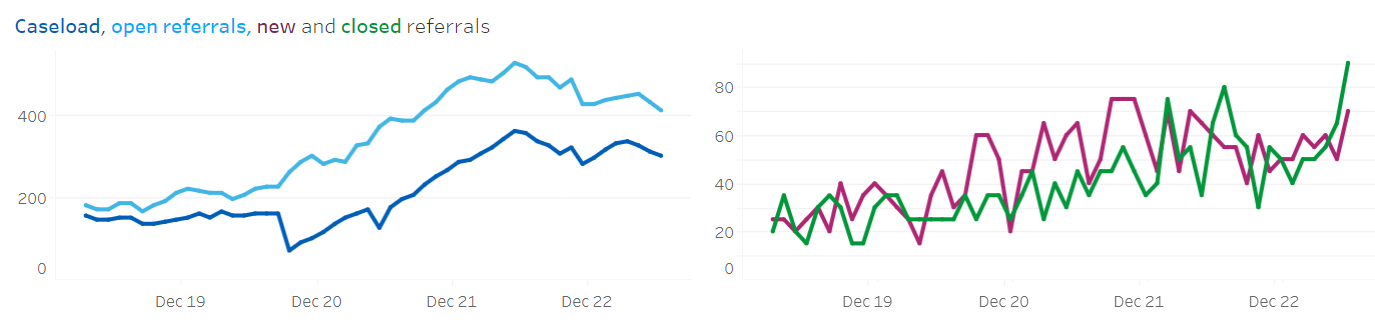 Caseload, open referrals, new and closed referrals
400
200
0
Dec 19 Dec 20 Dec 21 Dec 22
80
60
40
20
0
Dec 19 Dec 20 Dec 21 Dec 22